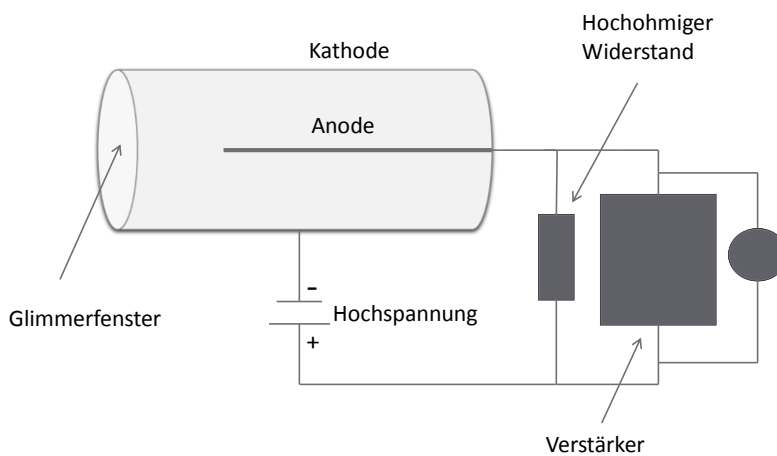 Hochohmiger
Widerstand
Kathode
Anode
-
Hochspannung
+
Glimmerfenster
Verstärker